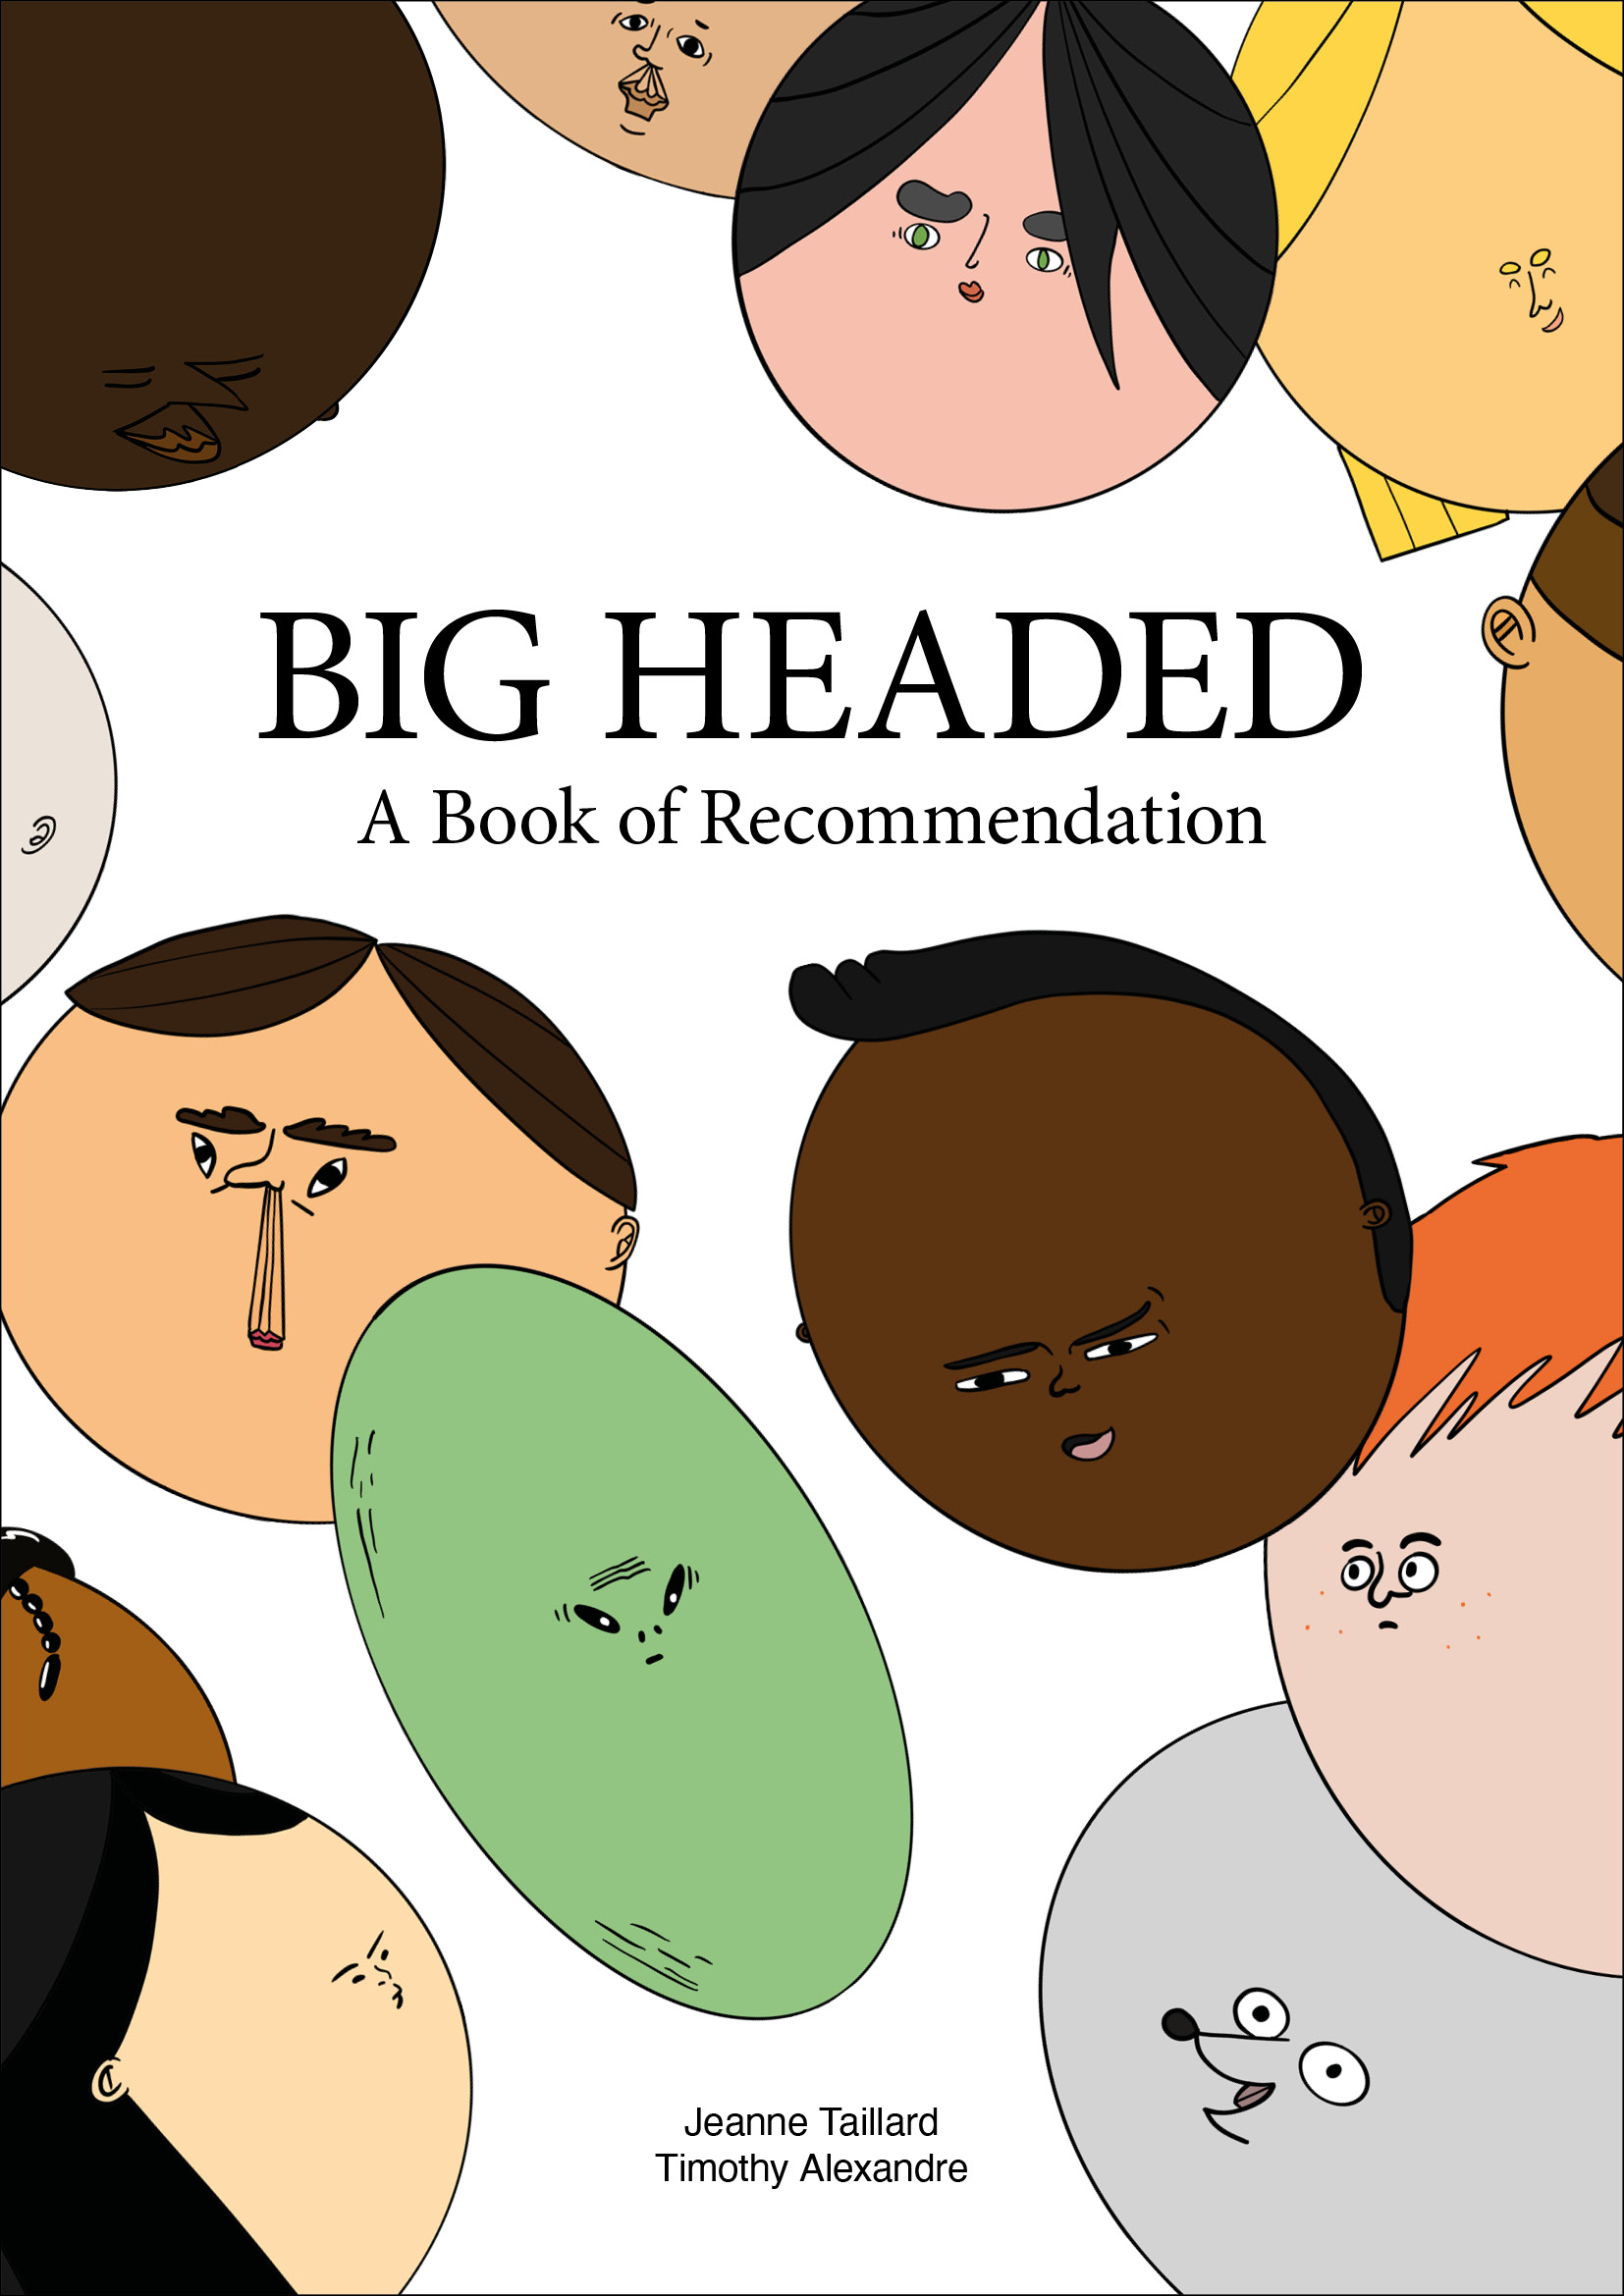 BIG HEADED
A Book of Recommendation
Jeanne Taillard
Timothy Alexandre